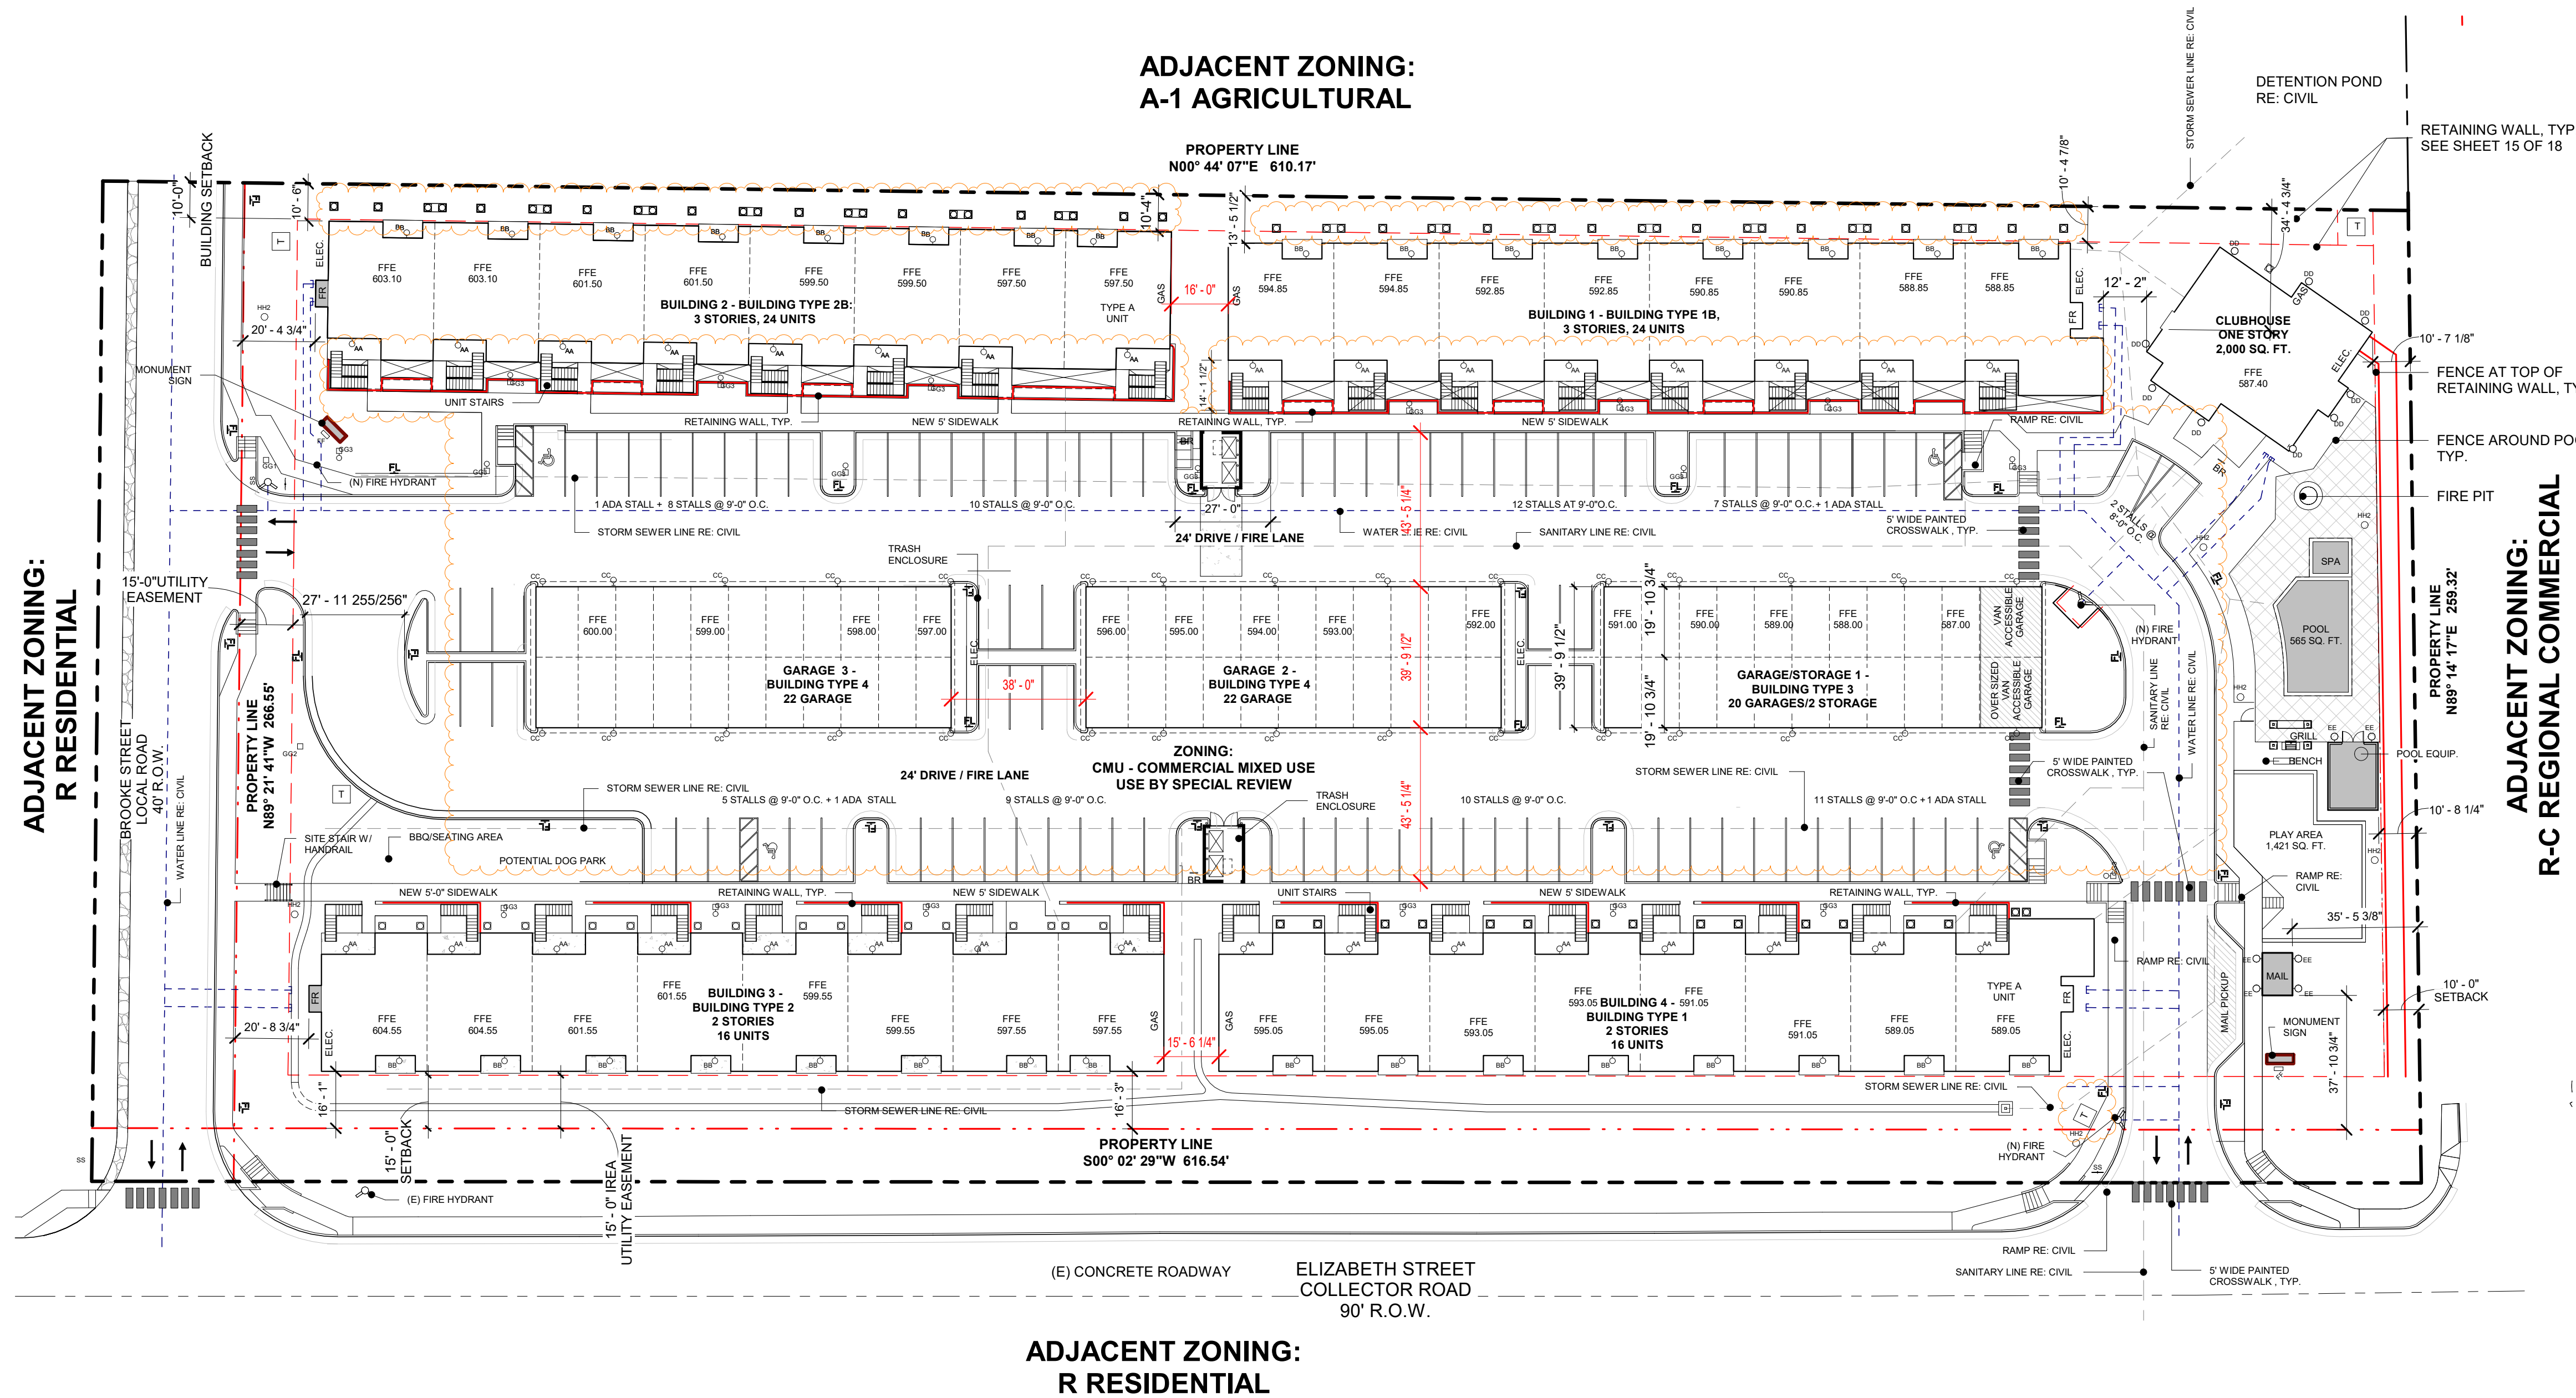 ADJACENT ZONING:
A-1 AGRICULTURAL
PROPERTY LINE
N00° 44' 07"E 610.17'
STORM SEWER LINE RE: CIVIL
DETENTION POND
RE: CIVIL
RETAINING WALL, TYP
SEE SHEET 15 OF 18
BUILDING SETBACK
10'-0"
10' - 6"
10'-4"
13' - 5 1/2"
10' - 4 7/8"
34' - 4 3/4"
ELEC.
FR
T
HH2
20' - 4 3/4"
FFE
603.10
FFE
603.10
FFE
601.50
FFE
601.50
FFE
599.50
FFE
599.50
FFE
597.50
FFE
597.50
BUILDING 2 - BUILDING TYPE 2B:
3 STORIES, 24 UNITS
TYPE A
UNIT
GAS
16' - 0"
GAS
FFE
594.85
FFE
594.85
FFE
592.85
FFE
592.85
FFE
590.85
FFE
590.85
FFE
588.85
FFE
588.85
BUILDING 1 - BUILDING TYPE 1B,
3 STORIES, 24 UNITS
ELEC.
FR
12' - 2"
CLUBHOUSE
ONE STORY
2,000 SQ. FT.
FFE
587.40
GAS
ELEC.
T
10' - 7 1/8"
FENCE AT TOP OF
RETAINING WALL, TY
FENCE AROUND POO
TYP.
FIRE PIT
MONUMENT
SIGN
UNIT STAIRS
RETAINING WALL, TYP.
NEW 5' SIDEWALK
14' - 1 1/2"
RETAINING WALL, TYP.
NEW 5' SIDEWALK
RAMP RE: CIVIL
(N) FIRE HYDRANT
1 ADA STALL + 8 STALLS @ 9'-0" O.C.
10 STALLS @ 9'-0" O.C.
BR
27' - 0"
12 STALLS AT 9'-0"O.C.
7 STALLS @ 9'-0" O.C.+ 1 ADA STALL
2 STALLS @
8'-0" O.C.
BR
STORM SEWER LINE RE: CIVIL
24' DRIVE / FIRE LANE
WATER LINE RE: CIVIL
SANITARY LINE RE: CIVIL
5' WIDE PAINTED
CROSSWALK , TYP.
43' - 5 1/4"
TRASH
ENCLOSURE
ADJACENT ZONING:
R RESIDENTIAL
15'-0"UTILITY
EASEMENT
27' - 11 255/256"
FFE
600.00
FFE
599.00
FFE
598.00
FFE
597.00
GARAGE 3 -
BUILDING TYPE 4
22 GARAGE
ELEC.
38' - 0"
FFE
596.00
FFE
595.00
FFE
594.00
FFE
593.00
FFE
592.00
GARAGE 2 -
BUILDING TYPE 4
22 GARAGE
39' - 9 1/2"
ELEC.
39' - 9 1/2"
19' - 10 3/4"
19' - 10 3/4"
FFE
591.00
FFE
590.00
FFE
589.00
FFE
588.00
FFE
587.00
GARAGE/STORAGE 1 -
BUILDING TYPE 3
20 GARAGES/2 STORAGE
VAN
ACCESSIBLE
GARAGE
OVER SIZED
VAN
ACCESSIBLE
GARAGE
(N) FIRE
HYDRANT
SANITARY LINE
RE: CIVIL
WATER LINE RE: CIVIL
SPA
POOL
565 SQ. FT.
GRILL
BENCH
POOL EQUIP.
PROPERTY LINE
N89° 14' 17"E 259.32'
ADJACENT ZONING:
R-C REGIONAL COMMERCIAL
BROOKE STREET
LOCAL ROAD
40' R.O.W.
WATER LINE RE: CIVIL
PROPERTY LINE
N89° 21' 41"W 266.55'
GG2
T
24' DRIVE / FIRE LANE
ZONING:
CMU - COMMERCIAL MIXED USE
USE BY SPECIAL REVIEW
STORM SEWER LINE RE: CIVIL
5' WIDE PAINTED
CROSSWALK , TYP.
STORM SEWER LINE RE: CIVIL
5 STALLS @ 9'-0" O.C. + 1 ADA STALL
9 STALLS @ 9'-0" O.C.
TRASH
ENCLOSURE
43' - 5 1/4"
10 STALLS @ 9'-0" O.C.
11 STALLS @ 9'-0" O.C +1 ADA STALL
10' - 8 1/4"
SITE STAIR W/
HANDRAIL
BBQ/SEATING AREA
POTENTIAL DOG PARK
PLAY AREA
1,421 SQ. FT.
RAMP RE:
CIVIL
NEW 5'-0" SIDEWALK
RETAINING WALL, TYP.
NEW 5' SIDEWALK
BR
UNIT STAIRS
NEW 5' SIDEWALK
RETAINING WALL, TYP.
35' - 5 3/8"
RAMP RE: CIVIL
MAIL PICKUP
MAIL
10' - 0"
SETBACK
FR
20' - 8 3/4"
ELEC.
FFE
604.55
FFE
604.55
FFE
601.55
FFE
601.55
BUILDING 3 -
BUILDING TYPE 2
2 STORIES
16 UNITS
FFE
599.55
FFE
599.55
FFE
597.55
FFE
597.55
GAS
15' - 6 1/4"
GAS
FFE
595.05
FFE
595.05
FFE
593.05
FFE
593.05
BUILDING 4 -
BUILDING TYPE 1
2 STORIES
16 UNITS
FFE
591.05
FFE
591.05
FFE
589.05
FFE
589.05
TYPE A
UNIT
FR
ELEC.
MONUMENT
SIGN
FF
37' - 10 3/4"
16' - 1"
15' - 0"
SETBACK
15' - 0" IREA
UTILITY EASEMENT
STORM SEWER LINE RE: CIVIL
16' - 3"
STORM SEWER LINE RE: CIVIL
T
HH2
(N) FIRE
HYDRANT
PROPERTY LINE
S00° 02' 29"W 616.54'
SS
SS
(E) FIRE HYDRANT
RAMP RE: CIVIL
SANITARY LINE RE: CIVIL
5' WIDE PAINTED
CROSSWALK , TYP.
(E) CONCRETE ROADWAY
ELIZABETH STREET
COLLECTOR ROAD
90' R.O.W.
ADJACENT ZONING:
R RESIDENTIAL